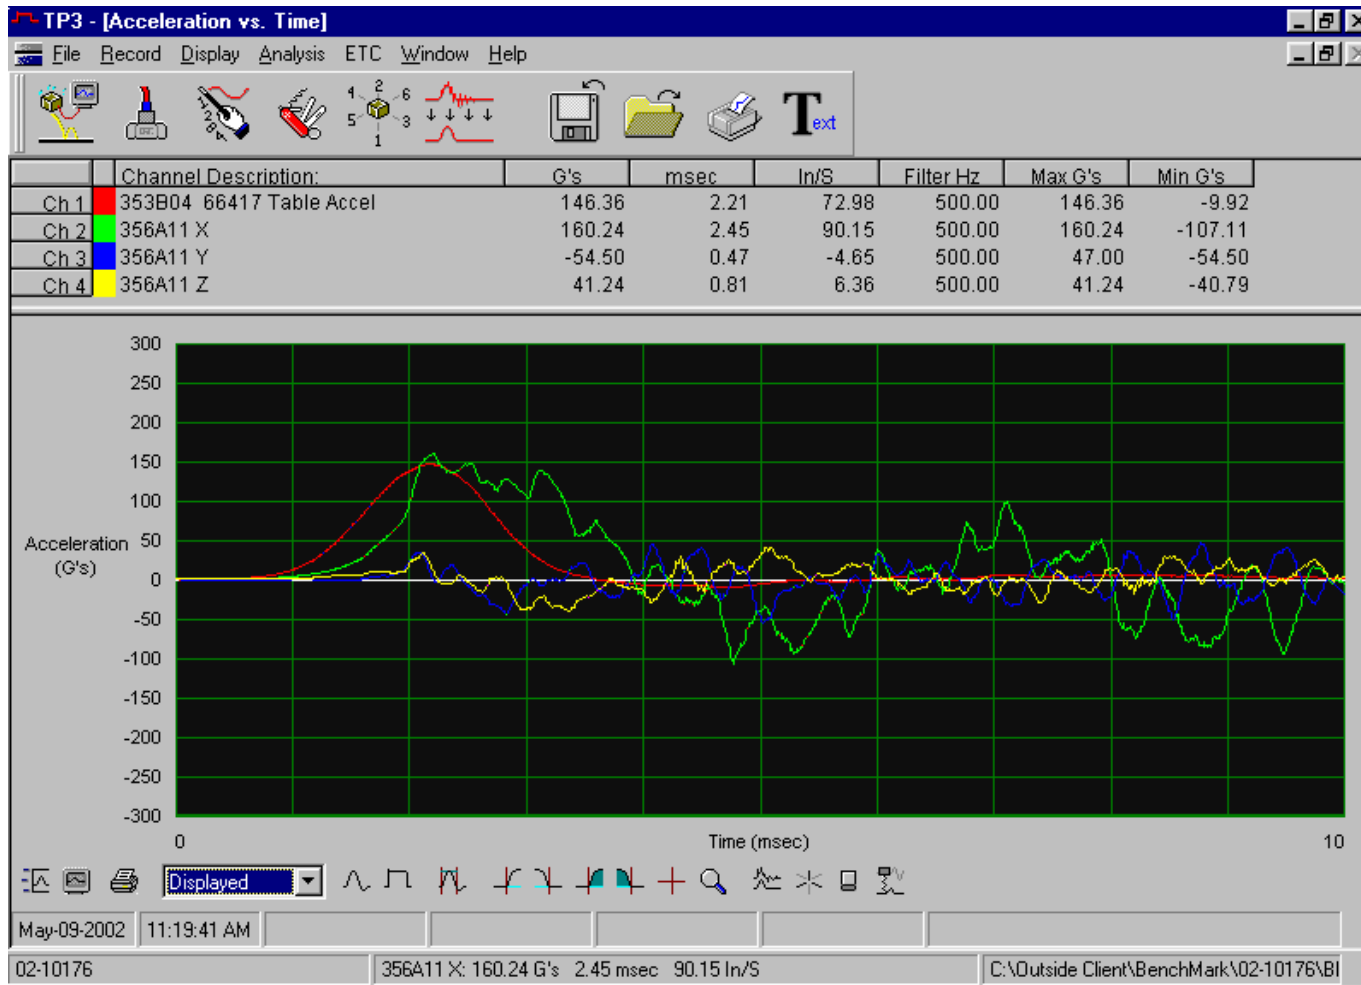 TP3 - [Acceleration vs. Time]
File Record Display Analysis ETC Window Help
4 2 6
5 3
1
Text
Channel Description: G's msec In/S Filter Hz Max G's Min G's
Ch 1 353B04 66417 Table Accel 146.36 2.21 72.98 500.00 146.36 -9.92
Ch 2 356A11 X 160.24 2.45 90.15 500.00 160.24 -107.11
Ch 3 356A11 Y -54.50 0.47 -4.65 500.00 47.00 -54.50
Ch 4 356A11 Z 41.24 0.81 6.36 500.00 41.24 -40.79
300
250
200
150
100
Acceleration 50
(G's)
0
-50
-100
-150
-200
-250
-300
0 Time (msec) 10
Displayed
May-09-2002 11:19:41 AM
02-10176 356A11 X: 160.24 G's 2.45 msec 90.15 In/S C:\Outside Client\BenchMark\02-10176\Bl